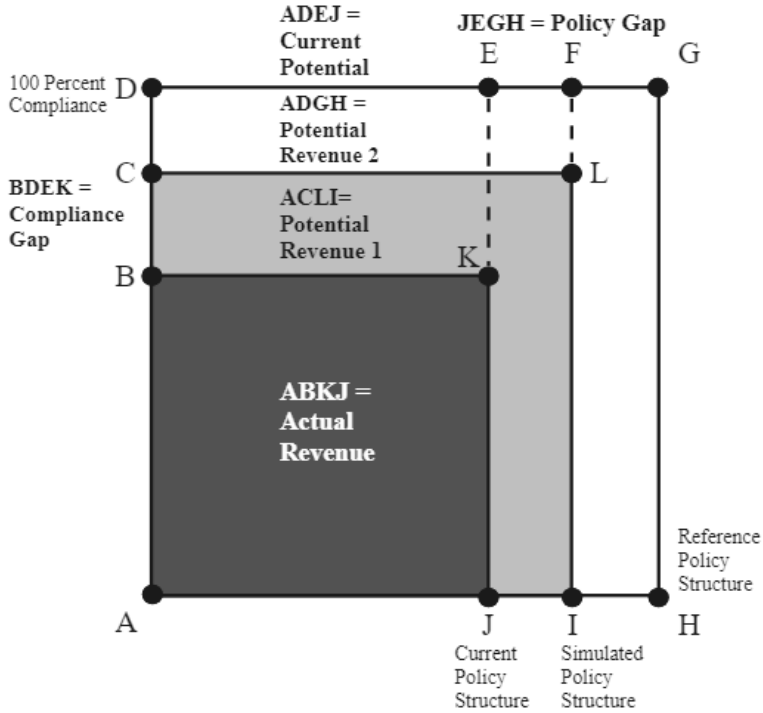 ADEJ =
Current
Potential
JEGH = Policy Gap
E
F
G
100 Percent
Compliance
D
ADGH =
Potential
Revenue 2
C
L
BDEK =
Compliance
Gap
ACLI=
Potential
Revenue 1
K
B
ABKJ =
Actual
Revenue
Reference
Policy
Structure
A
J
I
H
Current
Policy
Structure
Simulated
Policy
Structure